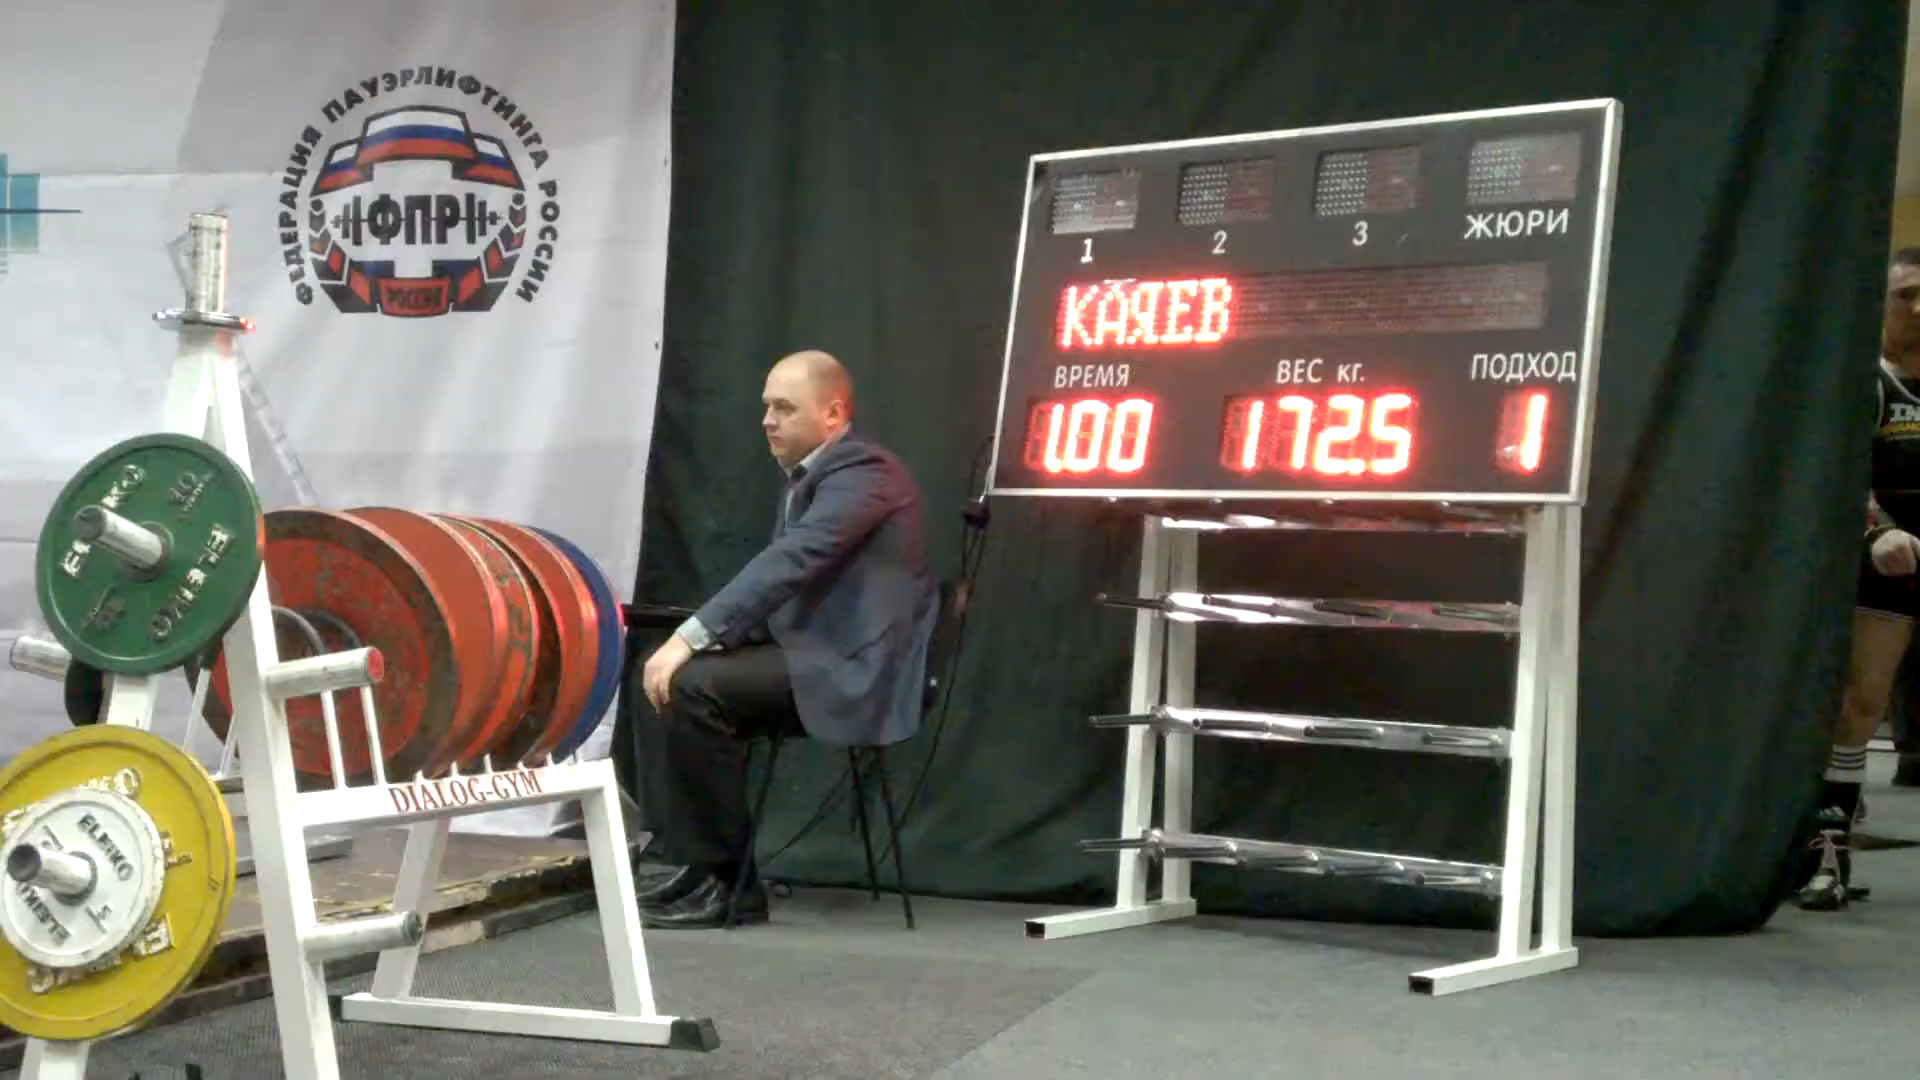 ФЕДЕРАЦИЯ ПАУЭРЛИФТИНГА РОССИИ
ФПР
РОССИЯ
1 2 3 ЖЮРИ
КАЯЕВ
ВРЕМЯ ВЕС кг. ПОДХОД
1.00 172.5 1
ELEIKO
ELEIKO
DIALOG-GYM